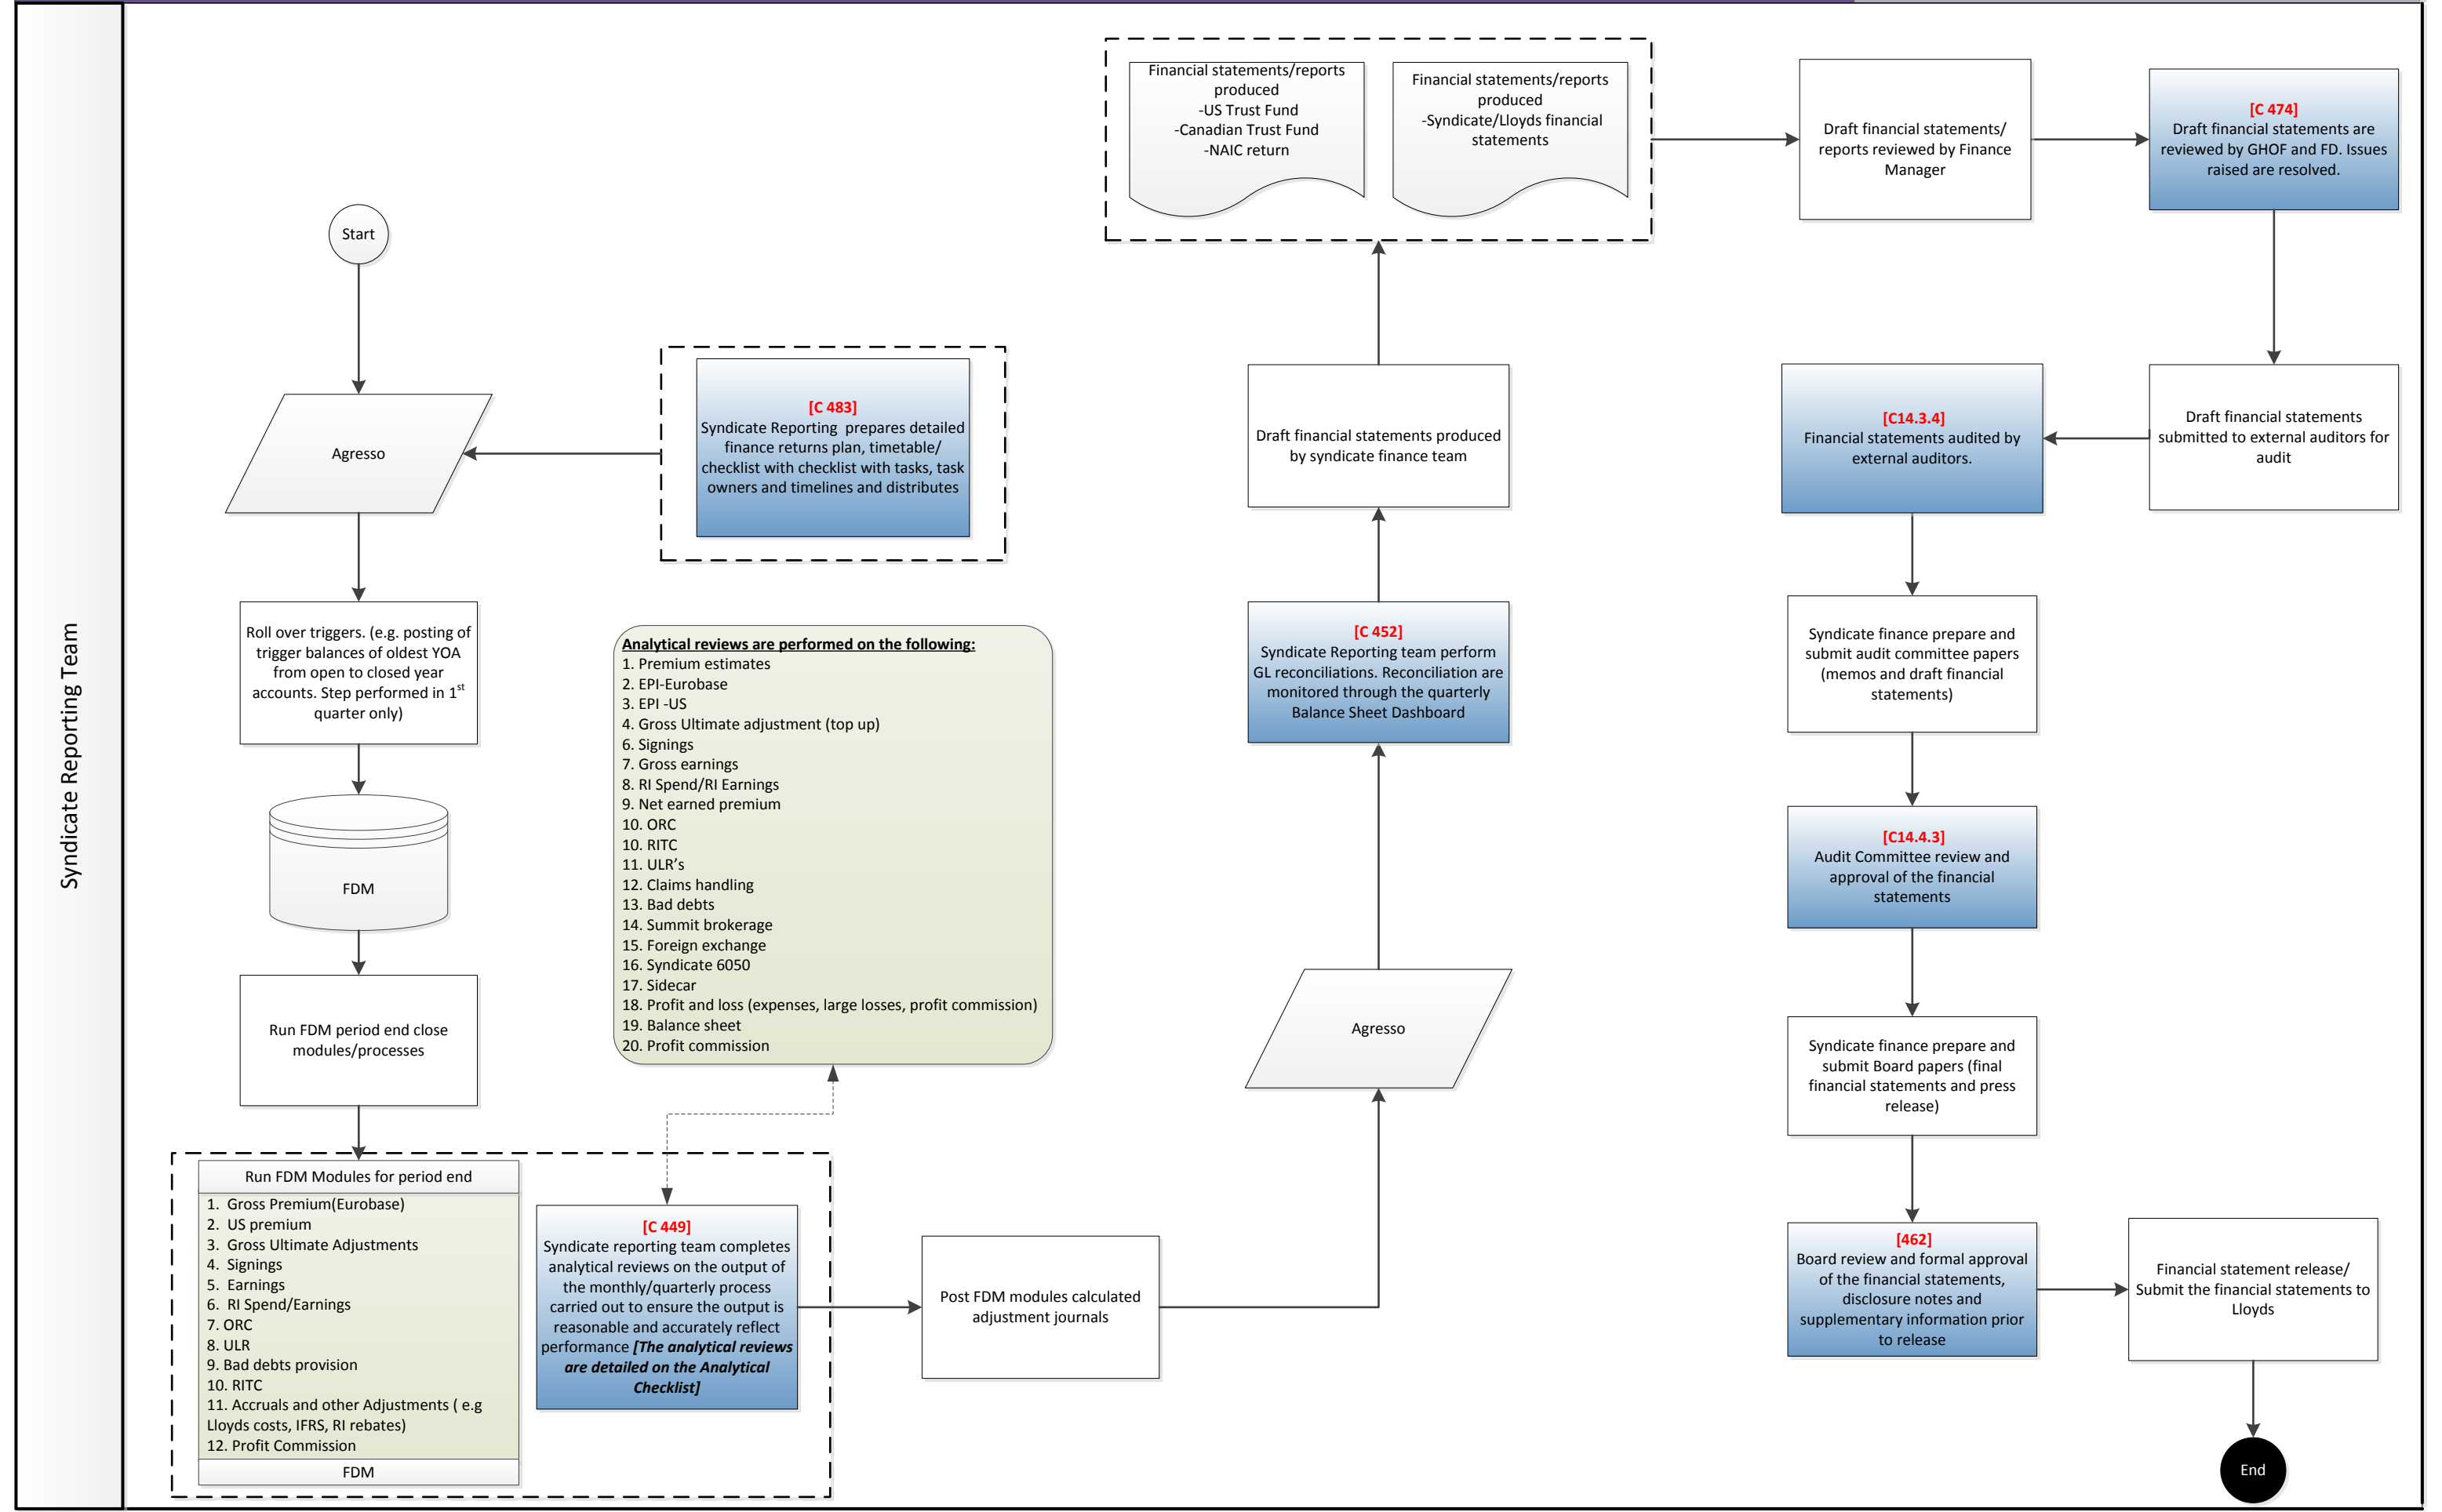 Syndicate Reporting Team
Start
Agresso
[C 483]
Syndicate Reporting  prepares detailed
finance returns plan, timetable/
checklist with checklist with tasks, task
owners and timelines and distributes
Roll over triggers. (e.g. posting of
trigger balances of oldest YOA
from open to closed year
accounts. Step performed in 1st
quarter only)
FDM
Run FDM period end close
modules/processes
Run FDM Modules for period end
1.  Gross Premium(Eurobase)
2.  US premium
3.  Gross Ultimate Adjustments
4.  Signings
5.  Earnings
6.  RI Spend/Earnings
7. ORC
8. ULR
9. Bad debts provision
10. RITC
11. Accruals and other Adjustments ( e.g
Lloyds costs, IFRS, RI rebates)
12. Profit Commission
FDM
Analytical reviews are performed on the following:
1. Premium estimates
2. EPI-Eurobase
3. EPI -US
4. Gross Ultimate adjustment (top up)
6. Signings
7. Gross earnings
8. RI Spend/RI Earnings
9. Net earned premium
10. ORC
10. RITC
11. ULR’s
12. Claims handling
13. Bad debts
14. Summit brokerage
15. Foreign exchange
16. Syndicate 6050
17. Sidecar
18. Profit and loss (expenses, large losses, profit commission)
19. Balance sheet
20. Profit commission
[C 449]
Syndicate reporting team completes
analytical reviews on the output of
the monthly/quarterly process
carried out to ensure the output is
reasonable and accurately reflect
performance [The analytical reviews
are detailed on the Analytical
Checklist]
Post FDM modules calculated
adjustment journals
Agresso
[C 452]
Syndicate Reporting team perform
GL reconciliations. Reconciliation are
monitored through the quarterly
Balance Sheet Dashboard
Draft financial statements produced
by syndicate finance team
Financial statements/reports
produced
-US Trust Fund
-Canadian Trust Fund
-NAIC return
Financial statements/reports
produced
-Syndicate/Lloyds financial
statements
Draft financial statements/
reports reviewed by Finance
Manager
[C 474]
Draft financial statements are
reviewed by GHOF and FD. Issues
raised are resolved.
Draft financial statements
submitted to external auditors for
audit
[C14.3.4]
Financial statements audited by
external auditors.
Syndicate finance prepare and
submit audit committee papers
(memos and draft financial
statements)
[C14.4.3]
Audit Committee review and
approval of the financial
statements
Syndicate finance prepare and
submit Board papers (final
financial statements and press
release)
[462]
Board review and formal approval
of the financial statements,
disclosure notes and
supplementary information prior
to release
Financial statement release/
Submit the financial statements to
Lloyds
End